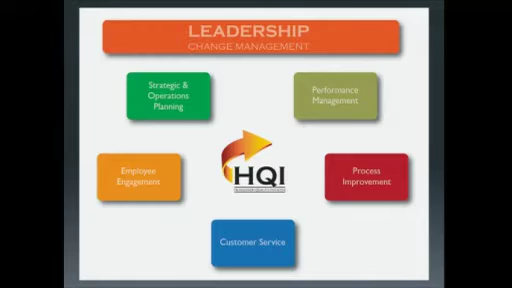 LEADERSHIP
CHANGE MANAGEMENT
Strategic &
Operations
Planning
Performance
Management
Employee
Engagement
HQI
Process
Improvement
Customer Service